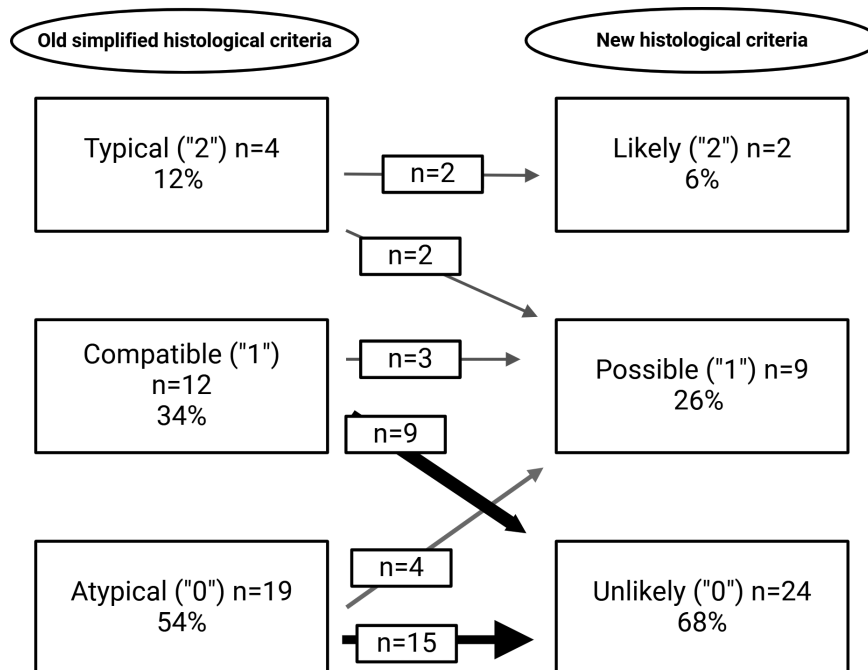 Old simplified histological criteria
New histological criteria
Typical ("2") n=4
12%
n=2
Likely ("2") n=2
6%
n=2
Compatible ("1")
n=12
34%
n=3
Possible ("1") n=9
26%
n=9
Atypical ("0") n=19
54%
n=4
n=15
Unlikely ("0") n=24
68%